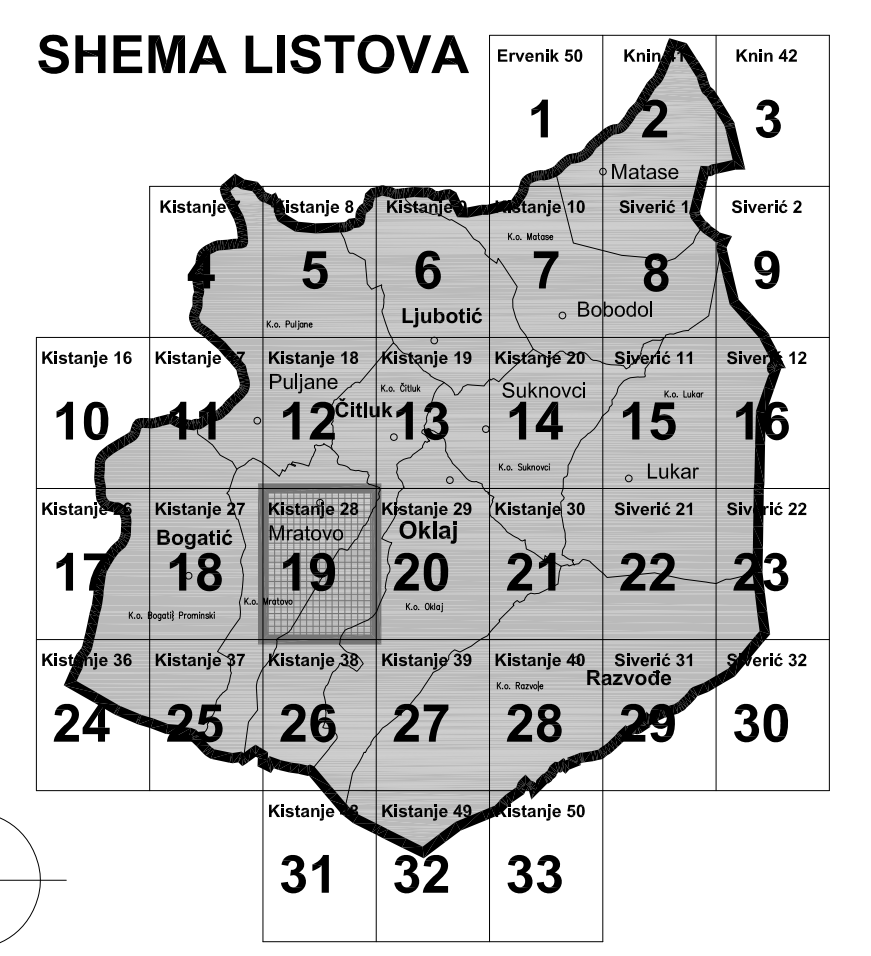 SHEMA LISTOVA
Ervenik 50 Knin 41 Knin 42
1 2 3
Matase
Kistanje 7 Kistanje 8 Kistanje 9 Kistanje 10 Siverić 1 Siverić 2
K.o. Matase
4 5 6 7 8 9
Bobodol
Ljubotić
K.o. Puljane
Kistanje 16 Kistanje 17 Kistanje 18 Kistanje 19 Kistanje 20 Siverić 11 Siverić 12
Puljane K.o. Čitluk Suknovci K.o. Lukar
Čitluk
10 11 12 13 14 15 16
K.o. Suknovci Lukar
Kistanje 26 Kistanje 27 Kistanje 28 Kistanje 29 Kistanje 30 Siverić 21 Siverić 22
Bogatić Mratovo Oklaj
17 18 19 20 21 22 23
K.o. Mratovo K.o. Oklaj
K.o. Bogatić Prominski
Kistanje 36 Kistanje 37 Kistanje 38 Kistanje 39 Kistanje 40 Siverić 31 Siverić 32
K.o. Razvođe Razvođe
24 25 26 27 28 29 30
Kistanje 48 Kistanje 49 Kistanje 50
31 32 33